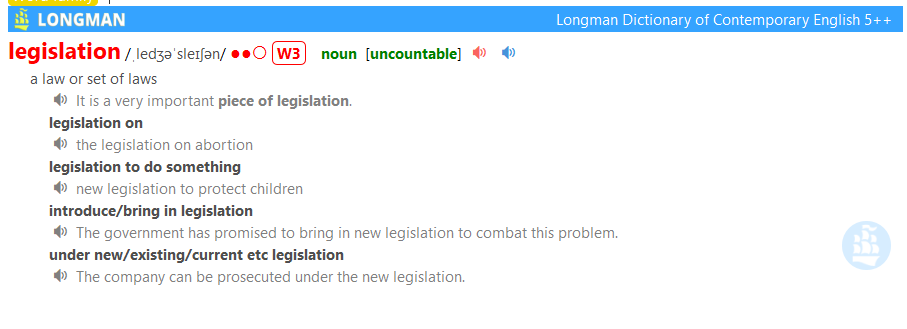 LONGMAN Longman Dictionary of Contemporary English 5++
legislation /ˌledʒəˈsleɪʃən/ ●●○ W3 noun [uncountable]
a law or set of laws
It is a very important piece of legislation.
legislation on
the legislation on abortion
legislation to do something
new legislation to protect children
introduce/bring in legislation
The government has promised to bring in new legislation to combat this problem.
under new/existing/current etc legislation
The company can be prosecuted under the new legislation.